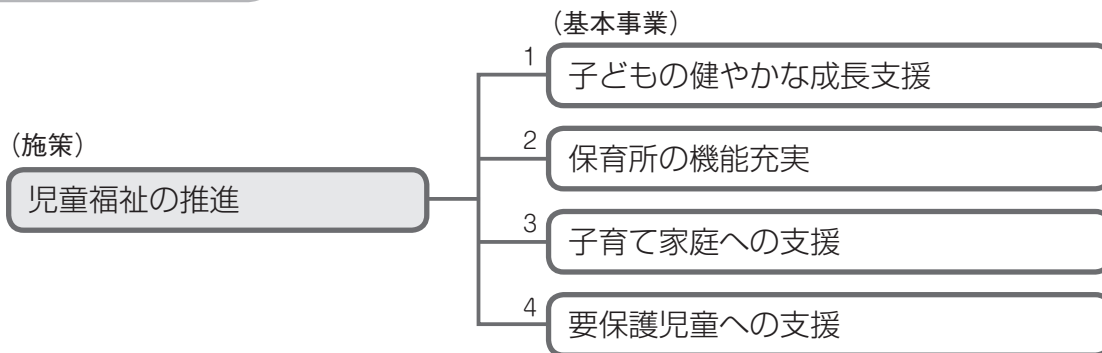 (基本事業)
1 子どもの健やかな成長支援
(施策)
2 保育所の機能充実
児童福祉の推進
3 子育て家庭への支援
4 要保護児童への支援